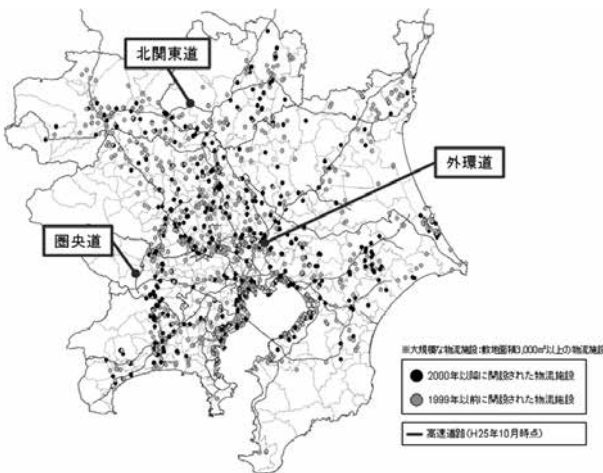 北関東道
外環道
圏央道
※大規模な物流施設:敷地面積3,000㎡以上の物流施設
2000年以降に開設された物流施設
1999年以前に開設された物流施設
高速道路(H25年10月時点)